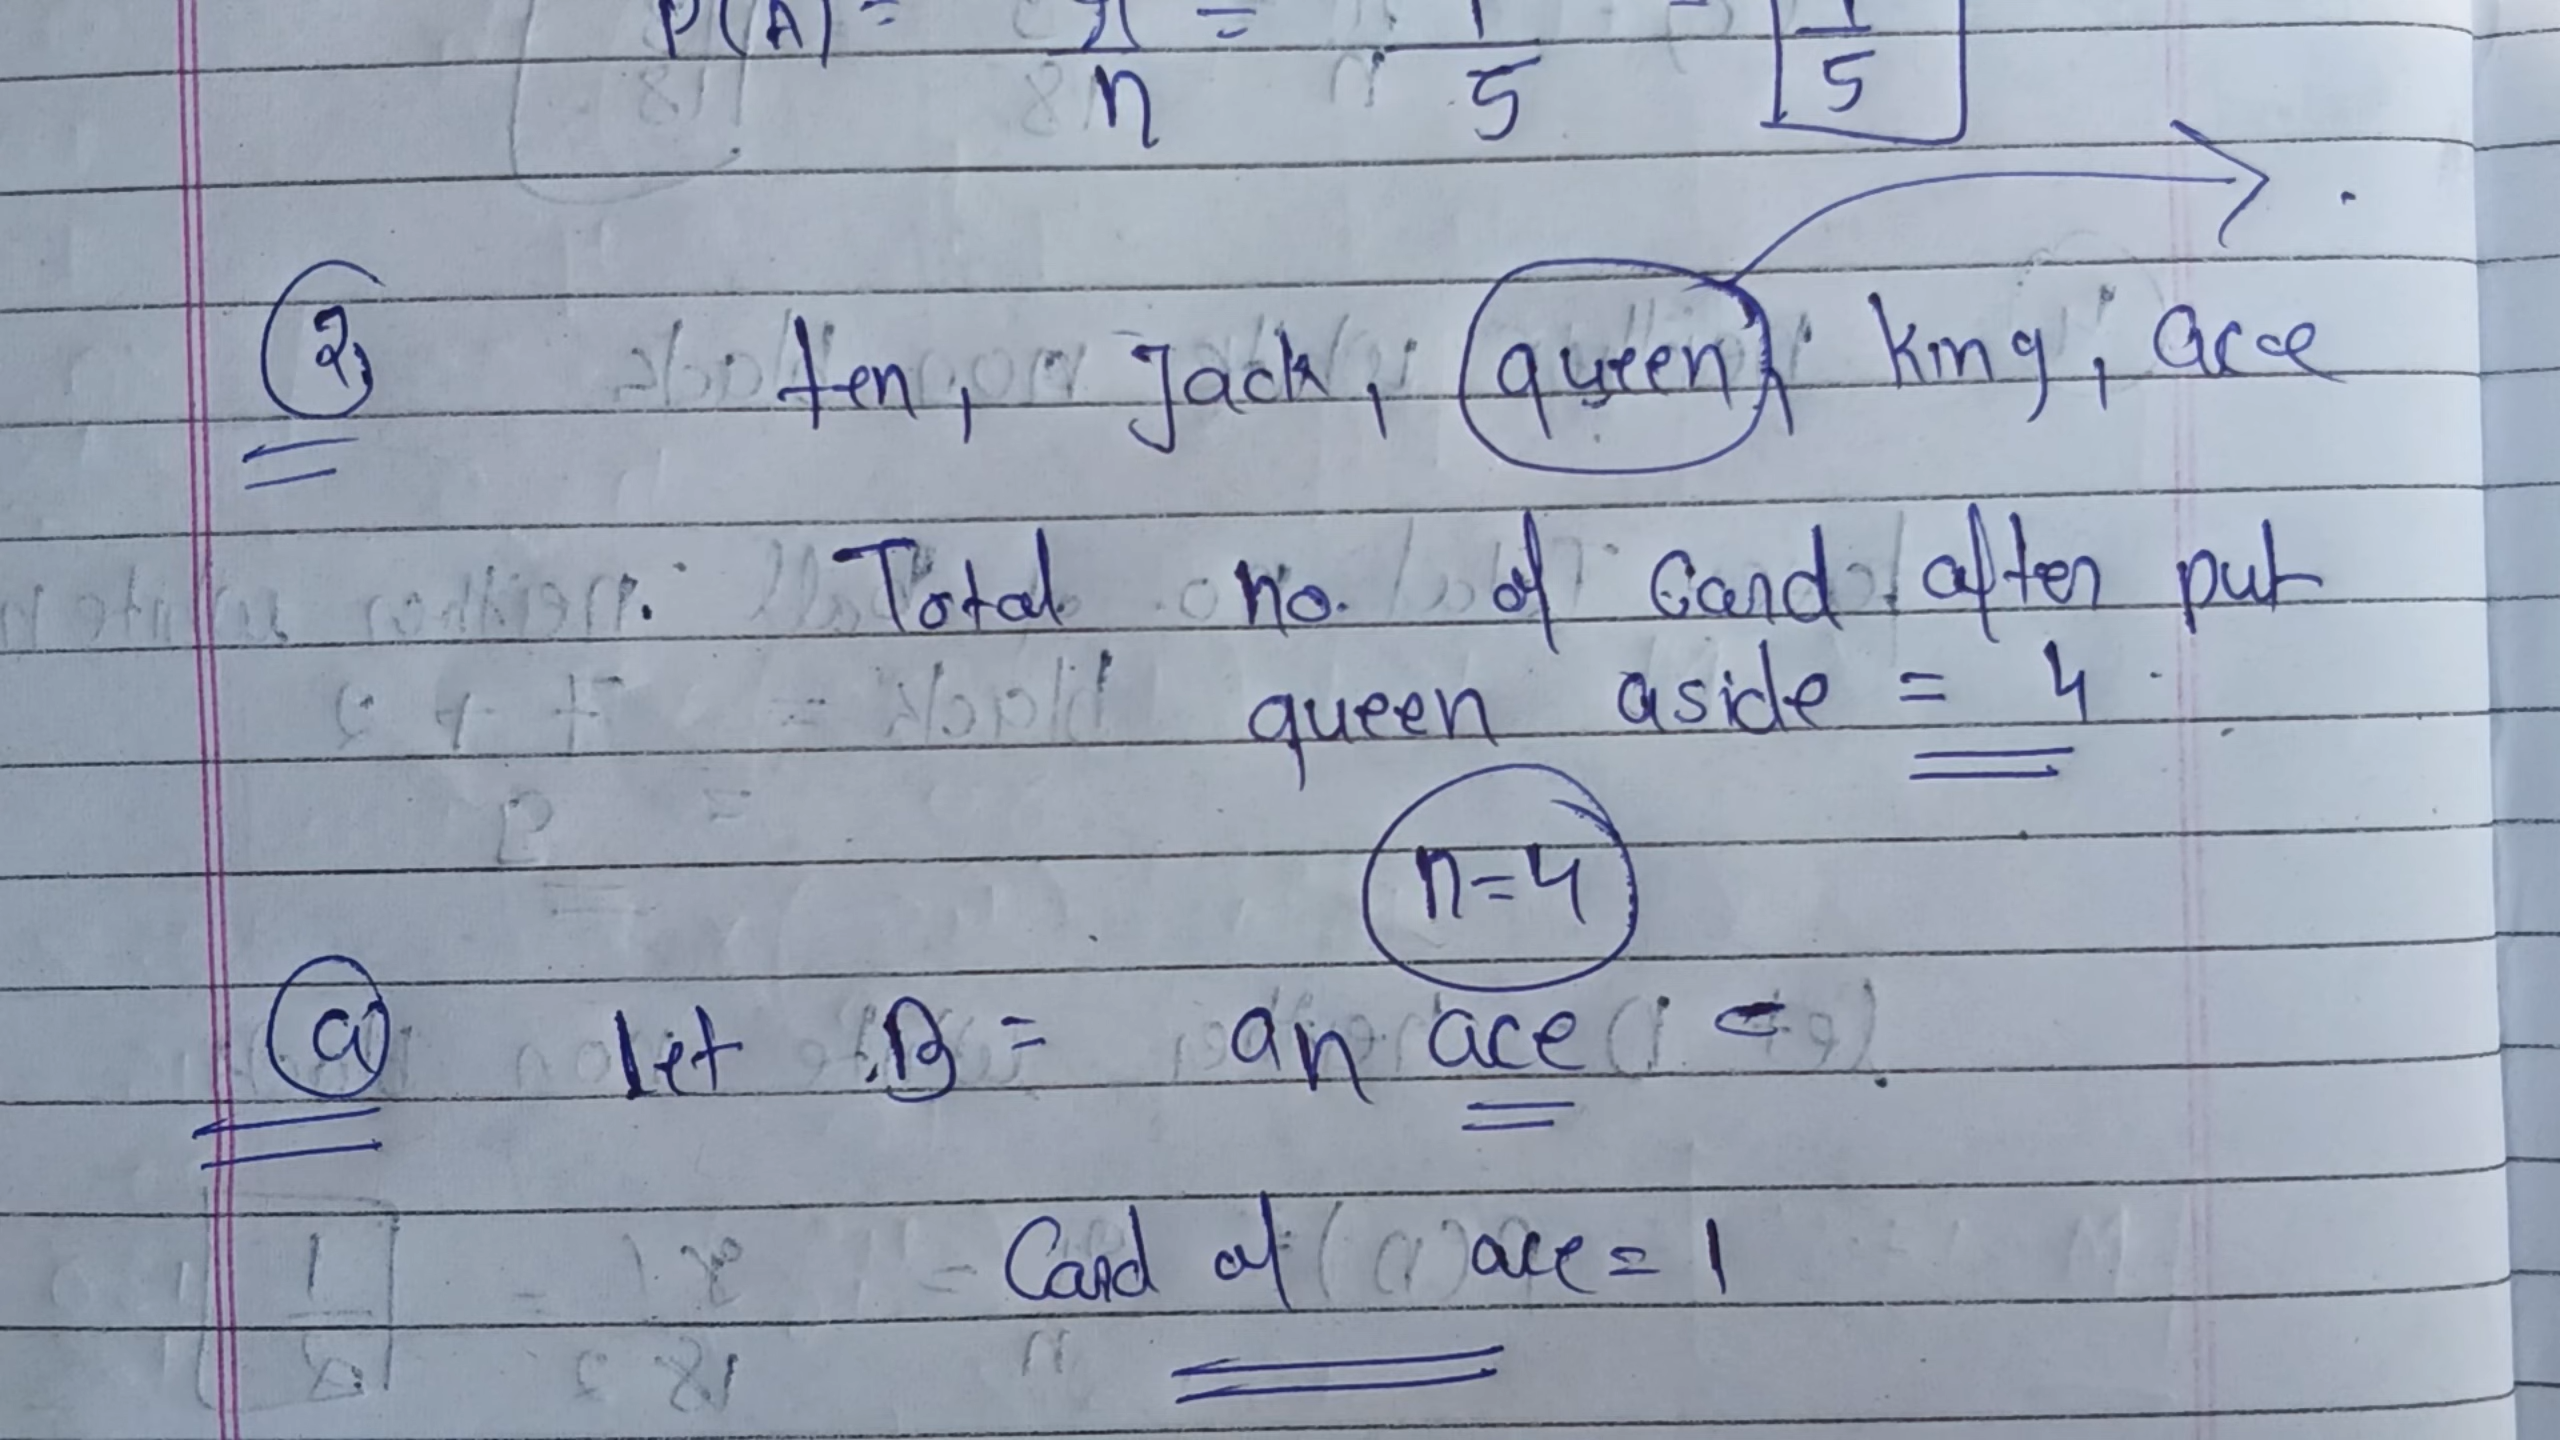 P(A) = x/n = 1/5 = 1/5
2) ten, Jack, queen, king, ace
Total no. of card after put
queen aside = 4
n=4
a) Let B = an ace =
Card of ace = 1